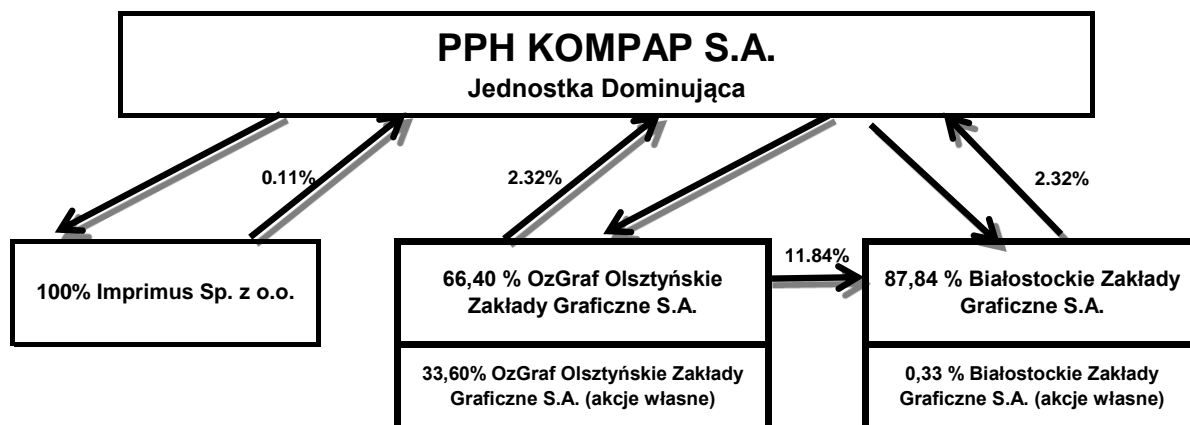 PPH KOMPAP S.A.
Jednostka Dominująca
0.11%
2.32%
2.32%
11.84%
100% Imprimus Sp. z o.o.
66,40 % OzGraf Olsztyńskie
Zakłady Graficzne S.A.
87,84 % Białostockie Zakłady
Graficzne S.A.
33,60% OzGraf Olsztyńskie Zakłady
Graficzne S.A. (akcje własne)
0,33 % Białostockie Zakłady
Graficzne S.A. (akcje własne)